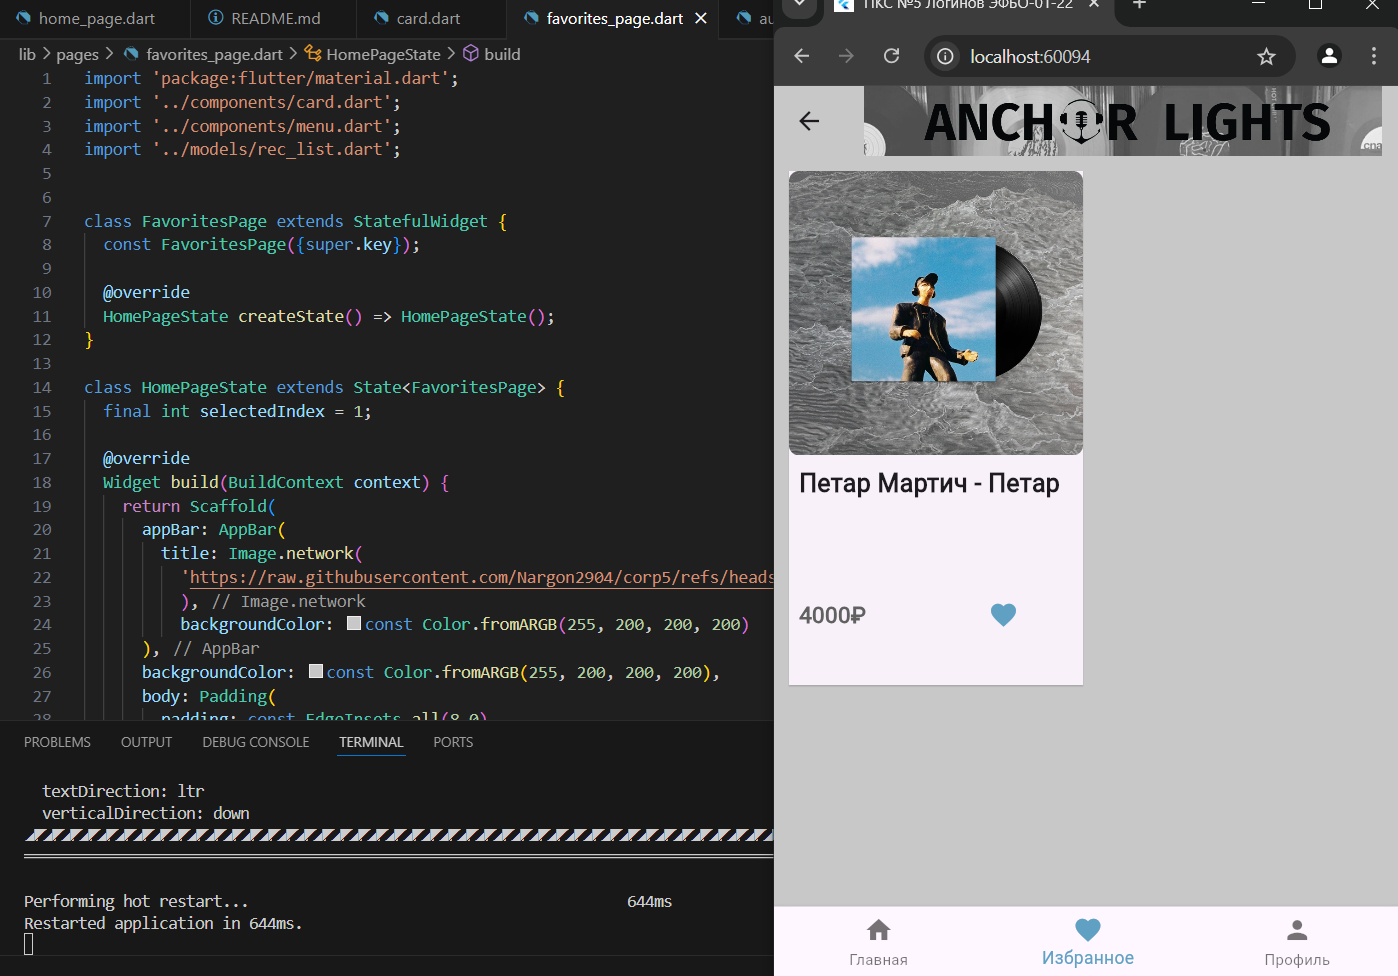 home_page.dart
README.md
card.dart
favorites_page.dart
au
lib > pages > favorites_page.dart > HomePageState > build
1 import 'package:flutter/material.dart';
2 import '../components/card.dart';
3 import '../components/menu.dart';
4 import '../models/rec_list.dart';
5
6
7 class FavoritesPage extends StatefulWidget {
8 const FavoritesPage({super.key});
9
10 @override
11 HomePageState createState() => HomePageState();
12 }
13
14 class HomePageState extends State<FavoritesPage> {
15 final int selectedIndex = 1;
16
17 @override
18 Widget build(BuildContext context) {
19 return Scaffold(
20 appBar: AppBar(
21 title: Image.network(
22 'https://raw.githubusercontent.com/Nargon2904/corp5/refs/heads
23 ), // Image.network
24 backgroundColor: const Color.fromARGB(255, 200, 200, 200)
25 ), // AppBar
26 backgroundColor: const Color.fromARGB(255, 200, 200, 200),
27 body: Padding(
28 padding: const EdgeInsets.all(8.0)
PROBLEMS
OUTPUT
DEBUG CONSOLE
TERMINAL
PORTS
textDirection: ltr
verticalDirection: down
Performing hot restart... 644ms
Restarted application in 644ms.
ПКС №5 Логинов ЭФБО-01-22
localhost:60094
ANCHOR LIGHTS
Петар Мартич - Петар
4000₽
Главная
Избранное
Профиль